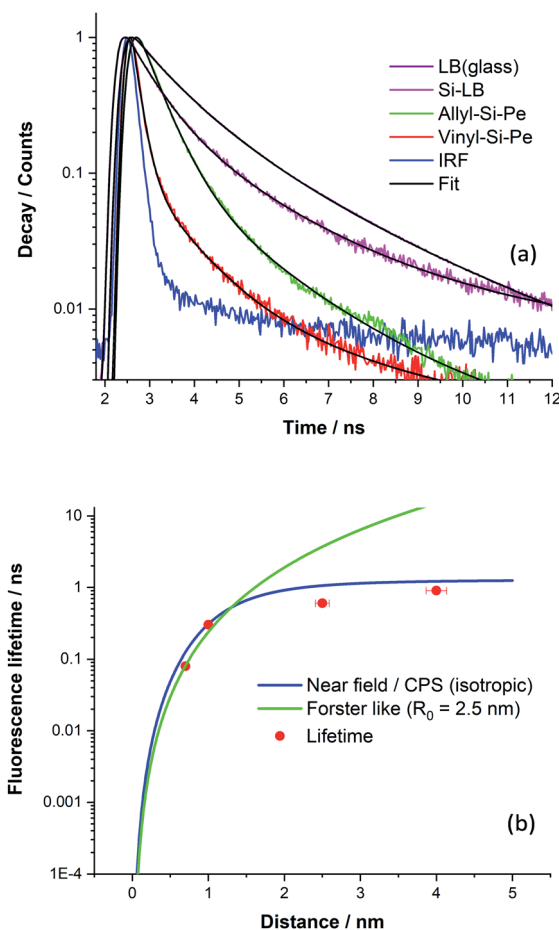 1
0.1
0.01
Decay / Counts
LB(glass)
Si-LB
Allyl-Si-Pe
Vinyl-Si-Pe
IRF
Fit
(a)
2 3 4 5 6 7 8 9 10 11 12
Time / ns
10
1
0.1
0.01
0.001
1E-4
Fluorescence lifetime / ns
Near field / CPS (isotropic)
Forster like (R₀ = 2.5 nm)
Lifetime
(b)
0 1 2 3 4 5
Distance / nm